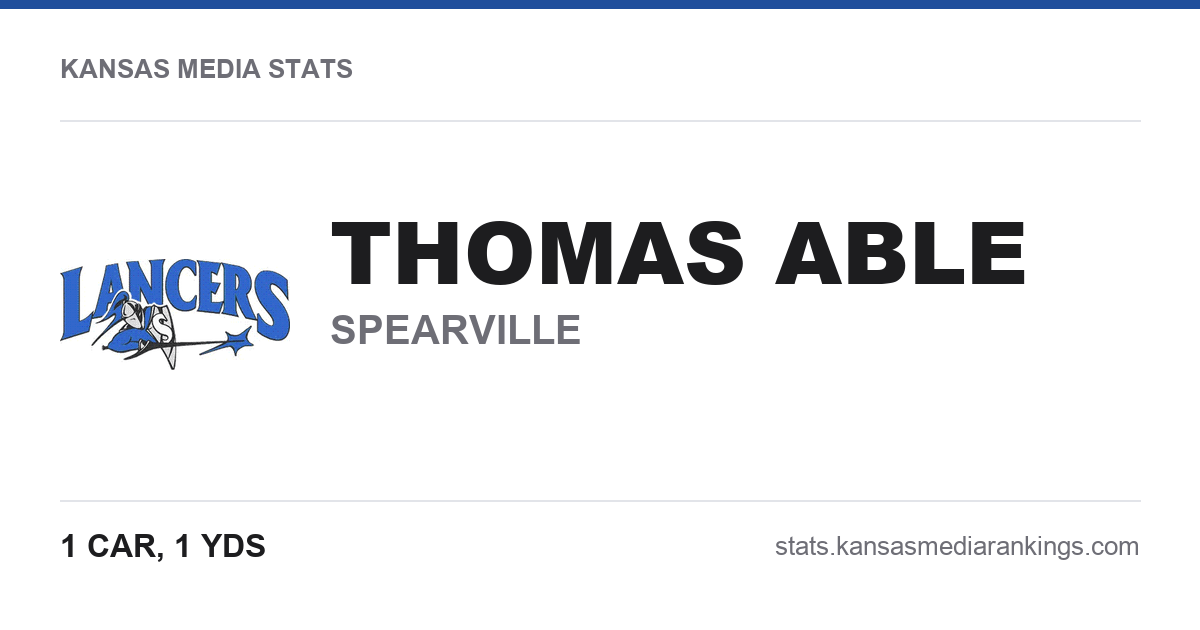 KANSAS MEDIA STATS
THOMAS ABLE
LANCERS
S
SPEARVILLE
1 CAR, 1 YDS
stats.kansasmediarankings.com